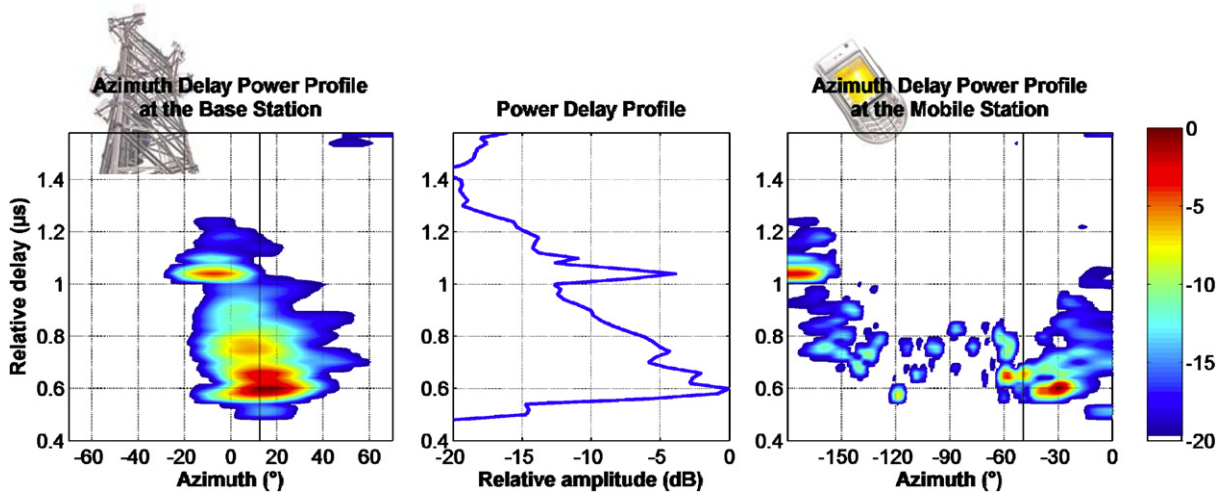 Azimuth Delay Power Profile
at the Base Station
Power Delay Profile
Azimuth Delay Power Profile
at the Mobile Station
Relative delay (µs)
1.4
1.2
1
0.8
0.6
0.4
-60 -40 -20 0 20 40 60
Azimuth (°)
1.4
1.2
1
0.8
0.6
0.4
-20 -15 -10 -5 0
Relative amplitude (dB)
1.4
1.2
1
0.8
0.6
0.4
-150 -120 -90 -60 -30 0
Azimuth (°)
0
-5
-10
-15
-20